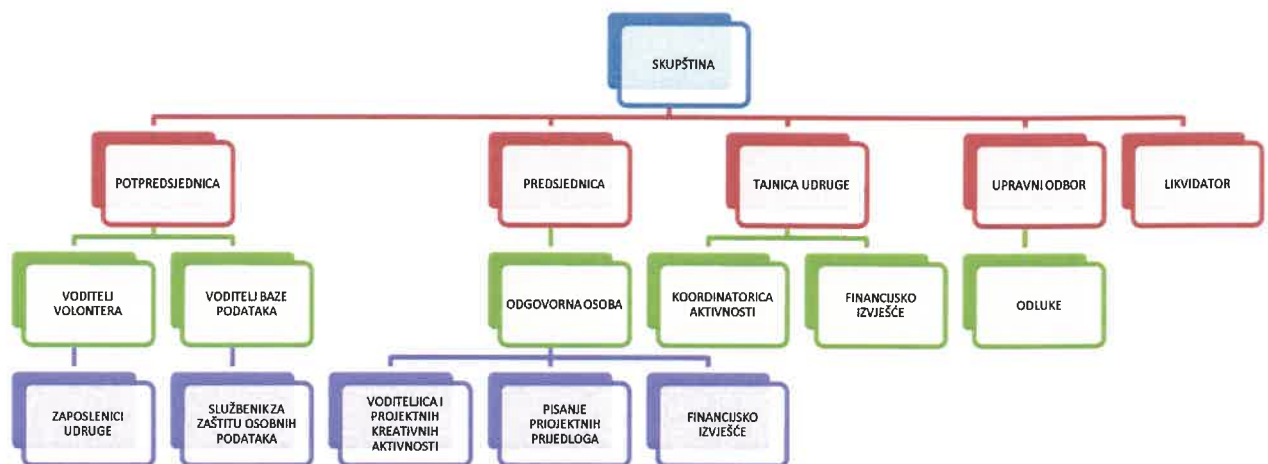 SKUPŠTINA
POTPREDSJEDNICA
PREDSJEDNICA
TAJNICA UDRUGE
UPRAVNI ODBOR
LIKVIDATOR
VODITELJ
VOLONTERA
VODITELJ BAZE
PODATAKA
ODGOVORNA OSOBA
KOORDINATORICA
AKTIVNOSTI
FINANCIJSKO
IZVJEŠĆE
ODLUKE
ZAPOSLENICI
UDRUGE
SLUŽBENIK ZA
ZAŠTITU OSOBNIH
PODATAKA
VODITELJICA I
PROJEKTNIH
KREATIVNIH
AKTIVNOSTI
PISANJE
PRIOJEKTNIH
PRIJEDLOGA
FINANCIJSKO
IZVJEŠĆE